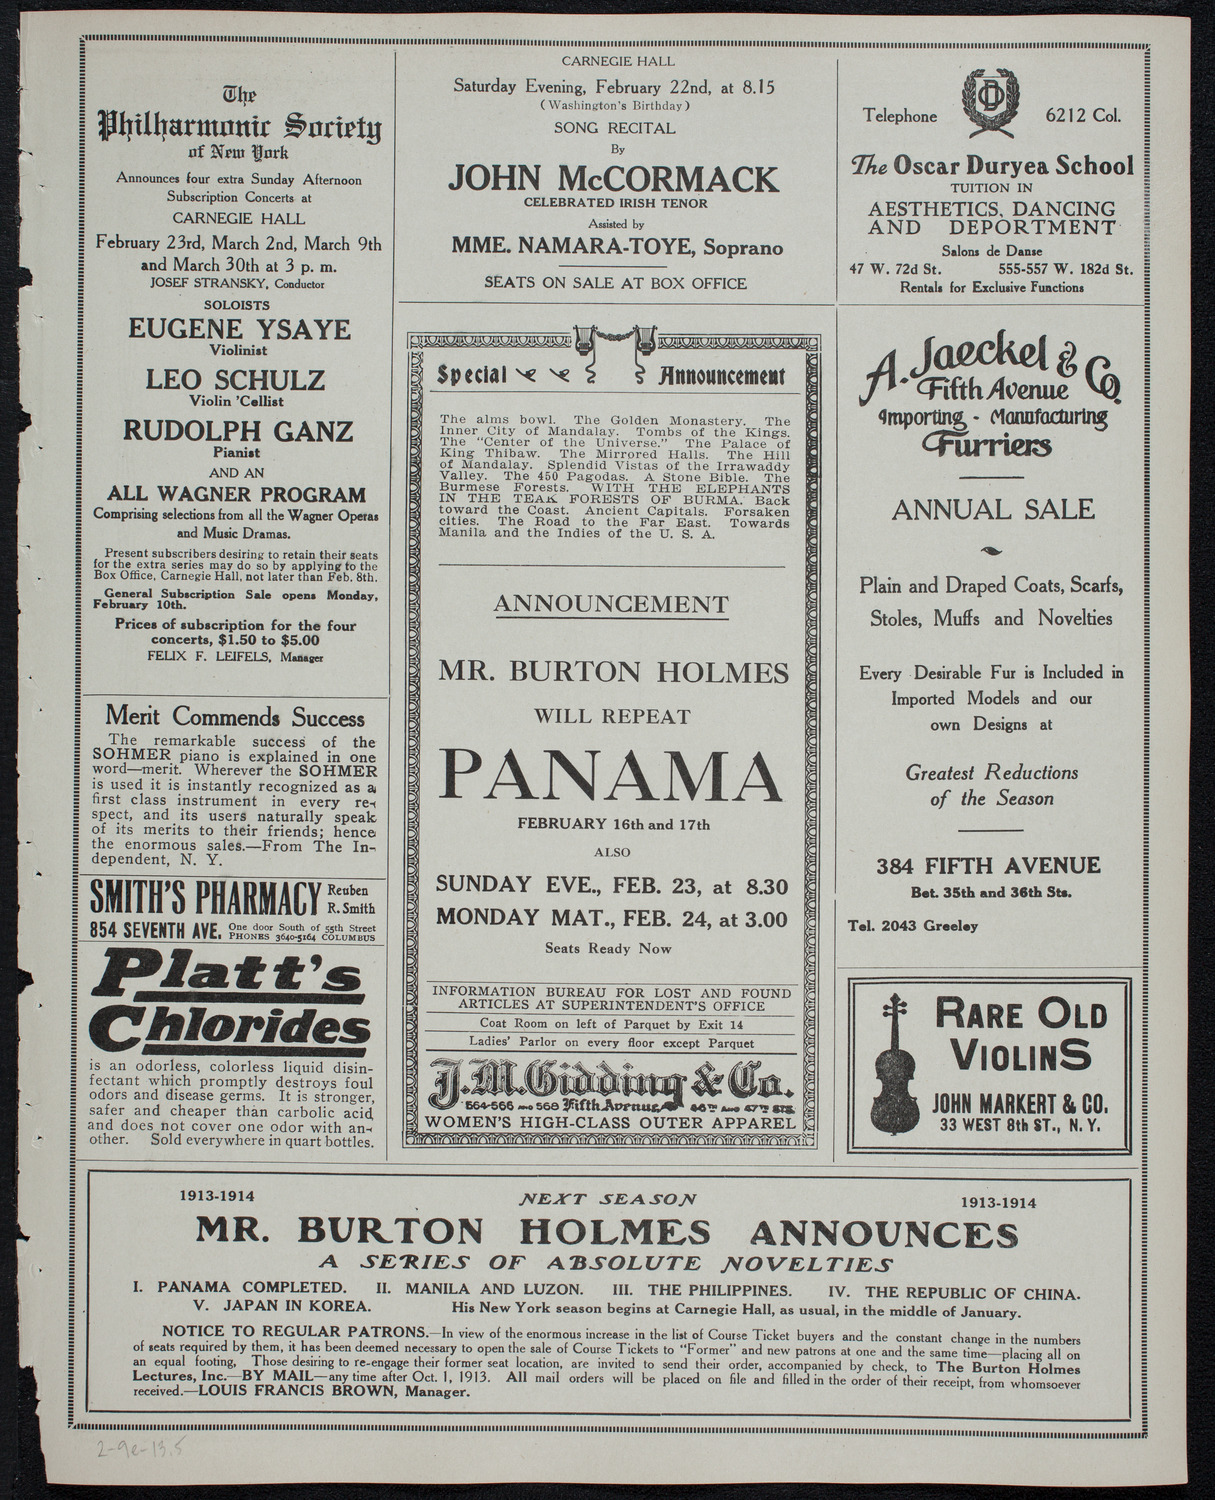 The
Philharmonic Society
of New York
Announces four extra Sunday Afternoon
Subscription Concerts at
CARNEGIE HALL
February 23rd, March 2nd, March 9th
and March 30th at 3 p. m.
JOSEF STRANSKY, Conductor
SOLOISTS
EUGENE YSAYE
Violinist
LEO SCHULZ
Violin 'Cellist
RUDOLPH GANZ
Pianist
AND AN
ALL WAGNER PROGRAM
Comprising selections from all the Wagner Operas
and Music Dramas.
Present subscribers desiring to retain their seats
for the extra series may do so by applying to the
Box Office, Carnegie Hall, not later than Feb. 8th.
General Subscription Sale opens Monday,
February 10th.
Prices of subscription for the four
concerts, $1.50 to $5.00
FELIX F. LEIFELS, Manager
Merit Commends Success
The remarkable success of the
SOHMER piano is explained in one
word—merit. Wherever the SOHMER
is used it is instantly recognized as a
first class instrument in every re-
spect, and its users naturally speak
of its merits to their friends; hence
the enormous sales.—From The In-
dependent, N. Y.
SMITH'S PHARMACY Reuben
R. Smith
854 SEVENTH AVE. One door South of 55th Street
PHONES 3640-5164 COLUMBUS
Platt's
Chlorides
is an odorless, colorless liquid disin-
fectant which promptly destroys foul
odors and disease germs. It is stronger,
safer and cheaper than carbolic acid
and does not cover one odor with an-
other. Sold everywhere in quart bottles.
CARNEGIE HALL
Saturday Evening, February 22nd, at 8.15
(Washington's Birthday)
SONG RECITAL
By
JOHN McCORMACK
CELEBRATED IRISH TENOR
Assisted by
MME. NAMARA-TOYE, Soprano
SEATS ON SALE AT BOX OFFICE
Special Announcement
The alms bowl. The Golden Monastery. The
Inner City of Mandalay. Tombs of the Kings.
The "Center of the Universe." The Palace of
King Thibaw. The Mirrored Halls. The Hill
of Mandalay. Splendid Vistas of the Irrawaddy
Valley. The 450 Pagodas. A Stone Bible. The
Burmese Forests. WITH THE ELEPHANTS
IN THE TEAK FORESTS OF BURMA. Back
toward the Coast. Ancient Capitals. Forsaken
cities. The Road to the Far East. Towards
Manila and the Indies of the U. S. A.
ANNOUNCEMENT
MR. BURTON HOLMES
WILL REPEAT
PANAMA
FEBRUARY 16th and 17th
ALSO
SUNDAY EVE., FEB. 23, at 8.30
MONDAY MAT., FEB. 24, at 3.00
Seats Ready Now
INFORMATION BUREAU FOR LOST AND FOUND
ARTICLES AT SUPERINTENDENT'S OFFICE
Coat Room on left of Parquet by Exit 14
Ladies' Parlor on every floor except Parquet
J.M. Gidding & Co.
564-566 AND 568 Fifth Avenue, 46TH AND 47TH STS.
WOMEN'S HIGH-CLASS OUTER APPAREL
Telephone 6212 Col.
The Oscar Duryea School
TUITION IN
AESTHETICS, DANCING
AND DEPORTMENT
Salons de Danse
47 W. 72d St. 555-557 W. 182d St.
Rentals for Exclusive Functions
A. Jaeckel & Co.
Fifth Avenue
Importing - Manufacturing
Furriers
ANNUAL SALE
Plain and Draped Coats, Scarfs,
Stoles, Muffs and Novelties
Every Desirable Fur is Included in
Imported Models and our
own Designs at
Greatest Reductions
of the Season
384 FIFTH AVENUE
Bet. 35th and 36th Sts.
Tel. 2043 Greeley
RARE OLD
VIOLINS
JOHN MARKERT & CO.
33 WEST 8th ST., N. Y.
1913-1914 NEXT SEASON 1913-1914
MR. BURTON HOLMES ANNOUNCES
A SERIES OF ABSOLUTE NOVELTIES
I. PANAMA COMPLETED. II. MANILA AND LUZON. III. THE PHILIPPINES. IV. THE REPUBLIC OF CHINA.
V. JAPAN IN KOREA. His New York season begins at Carnegie Hall, as usual, in the middle of January.
NOTICE TO REGULAR PATRONS.—In view of the enormous increase in the list of Course Ticket buyers and the constant change in the numbers
of seats required by them, it has been deemed necessary to open the sale of Course Tickets to "Former" and new patrons at one and the same time—placing all on
an equal footing, Those desiring to re-engage their former seat location, are invited to send their order, accompanied by check, to The Burton Holmes
Lectures, Inc.—BY MAIL—any time after Oct. 1, 1913. All mail orders will be placed on file and filled in the order of their receipt, from whomsoever
received.—LOUIS FRANCIS BROWN, Manager.
2-9e-13.5